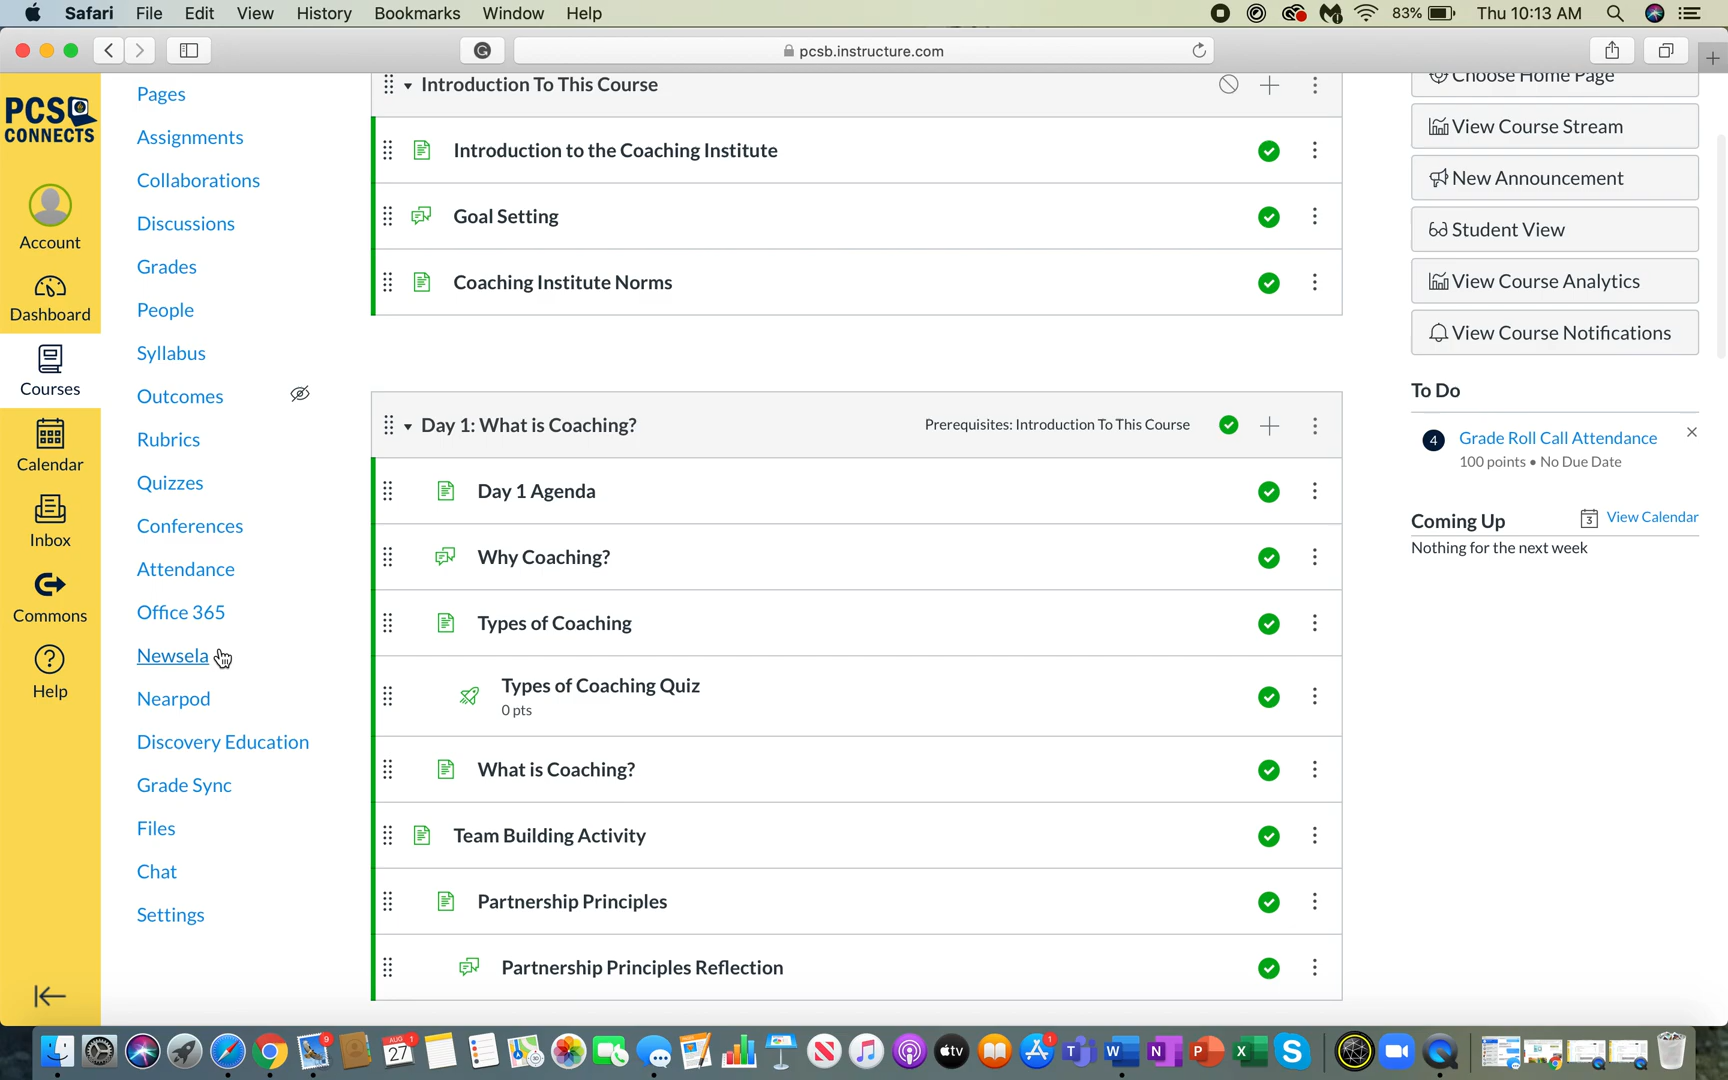 Safari File Edit View History Bookmarks Window Help 83% Thu 10:13 AM
pcsb.instructure.com
PCS
CONNECTS
Account
Dashboard
Courses
Calendar
Inbox
Commons
Help
Pages
Assignments
Collaborations
Discussions
Grades
People
Syllabus
Outcomes
Rubrics
Quizzes
Conferences
Attendance
Office 365
Newsela
Nearpod
Discovery Education
Grade Sync
Files
Chat
Settings
Introduction To This Course
Introduction to the Coaching Institute
Goal Setting
Coaching Institute Norms
Day 1: What is Coaching? Prerequisites: Introduction To This Course
Day 1 Agenda
Why Coaching?
Types of Coaching
Types of Coaching Quiz
0 pts
What is Coaching?
Team Building Activity
Partnership Principles
Partnership Principles Reflection
Choose Home Page
View Course Stream
New Announcement
Student View
View Course Analytics
View Course Notifications
To Do
4 Grade Roll Call Attendance
100 points • No Due Date
Coming Up 3 View Calendar
Nothing for the next week
9
AUG 27 1
tv
1
T W N P X S